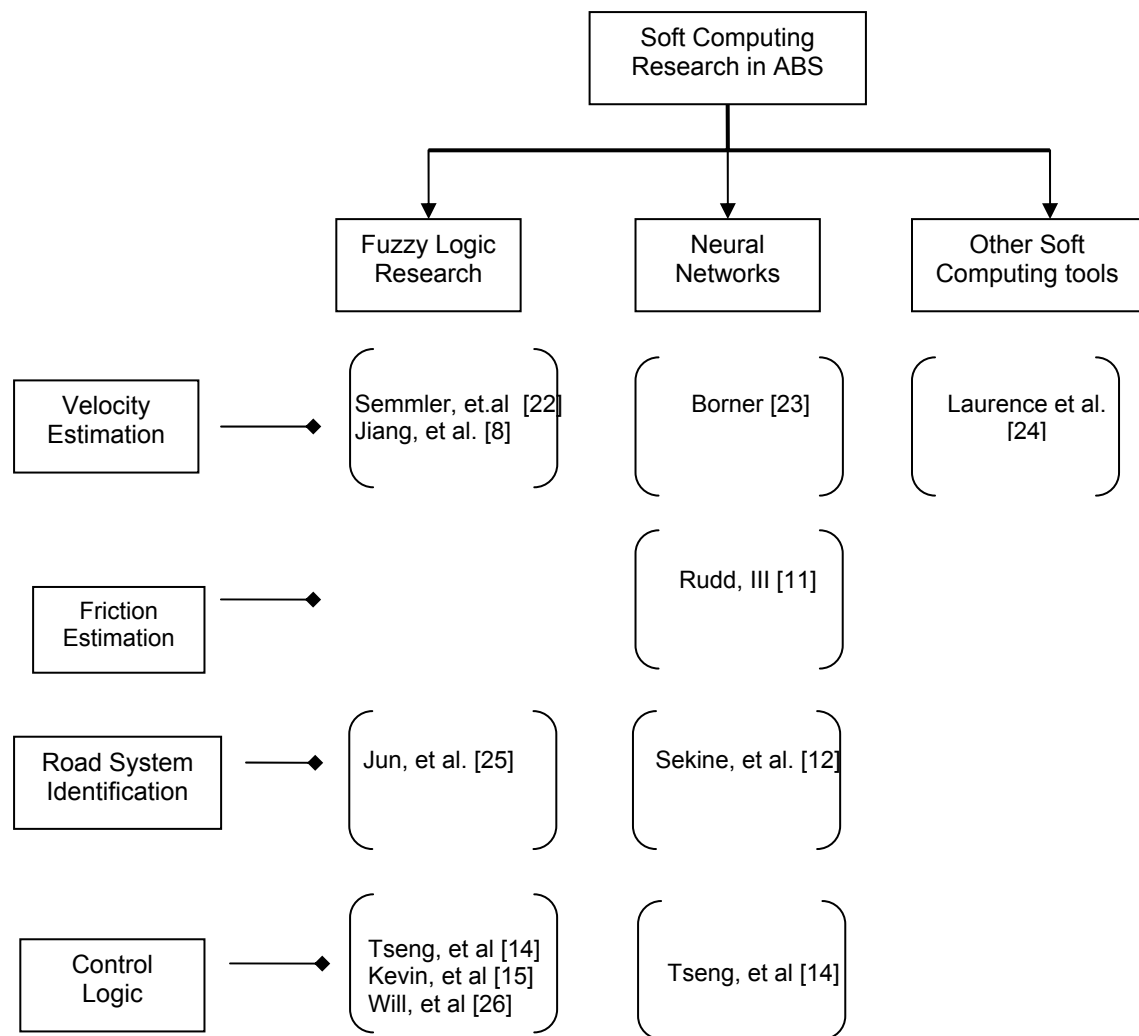 Soft Computing
Research in ABS
Fuzzy Logic
Research
Neural
Networks
Other Soft
Computing tools
Velocity
Estimation
Semmler, et.al [22]
Jiang, et al. [8]
Borner [23]
Laurence et al.
[24]
Friction
Estimation
Rudd, III [11]
Road System
Identification
Jun, et al. [25]
Sekine, et al. [12]
Control
Logic
Tseng, et al [14]
Kevin, et al [15]
Will, et al [26]
Tseng, et al [14]